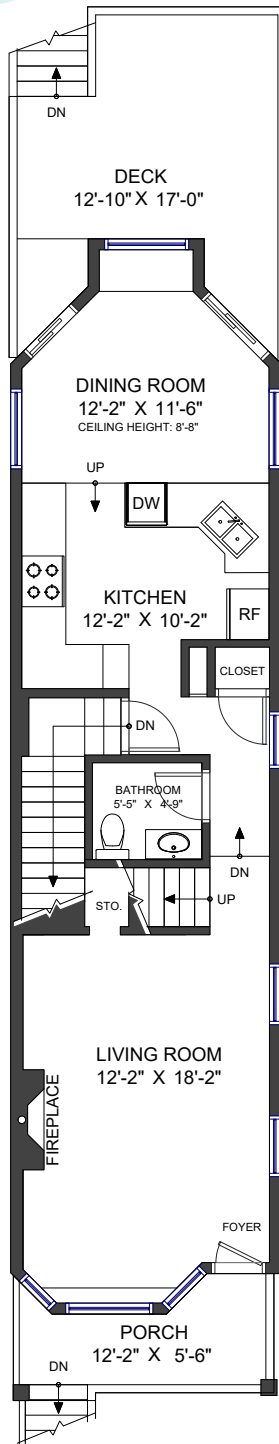 DN
DECK
12'-10" X 17'-0"
DINING ROOM
12'-2" X 11'-6"
CEILING HEIGHT: 8'-8"
UP
DW
KITCHEN
12'-2" X 10'-2"
RF
CLOSET
DN
BATHROOM
5'-5" X 4'-9"
DN
STO.
UP
LIVING ROOM
12'-2" X 18'-2"
FIREPLACE
FOYER
PORCH
12'-2" X 5'-6"
DN